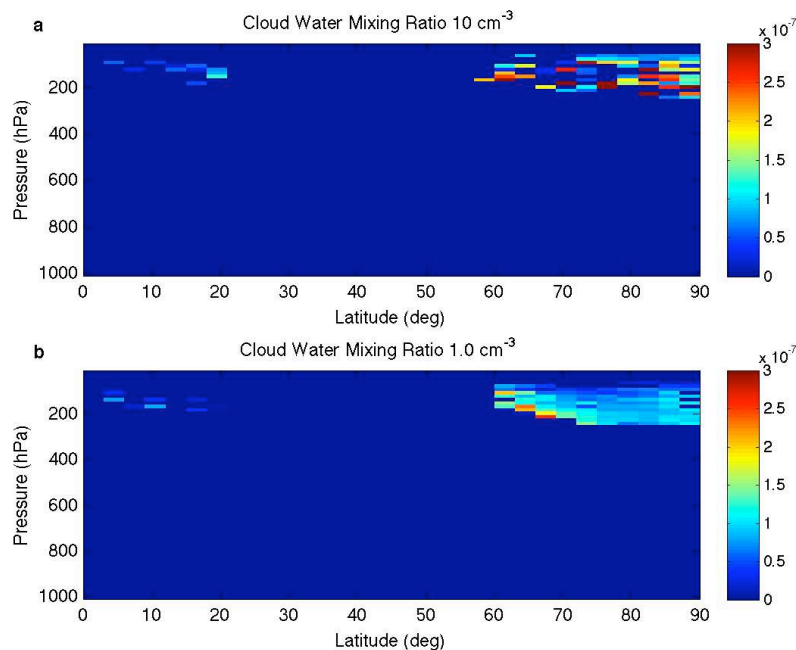 a
Cloud Water Mixing Ratio 10 cm⁻³
x 10⁻⁷
3
2.5
2
1.5
1
0.5
0
Pressure (hPa)
200
400
600
800
1000
0 10 20 30 40 50 60 70 80 90
Latitude (deg)
b
Cloud Water Mixing Ratio 1.0 cm⁻³
x 10⁻⁷
3
2.5
2
1.5
1
0.5
0
Pressure (hPa)
200
400
600
800
1000
0 10 20 30 40 50 60 70 80 90
Latitude (deg)